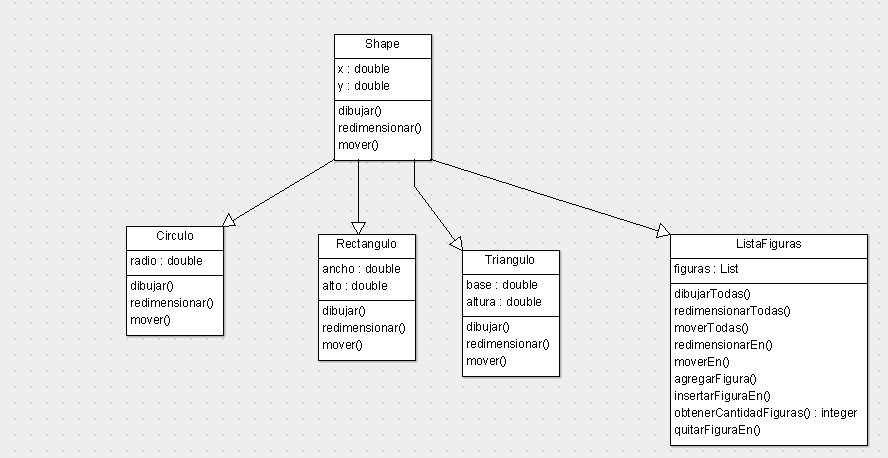 Shape
x : double
y : double
dibujar()
redimensionar()
mover()
Circulo
radio : double
dibujar()
redimensionar()
mover()
Rectangulo
ancho : double
alto : double
dibujar()
redimensionar()
mover()
Triangulo
base : double
altura : double
dibujar()
redimensionar()
mover()
ListaFiguras
figuras : List
dibujarTodas()
redimensionarTodas()
moverTodas()
redimensionarEn()
moverEn()
agregarFigura()
insertarFiguraEn()
obtenerCantidadFiguras() : integer
quitarFiguraEn()